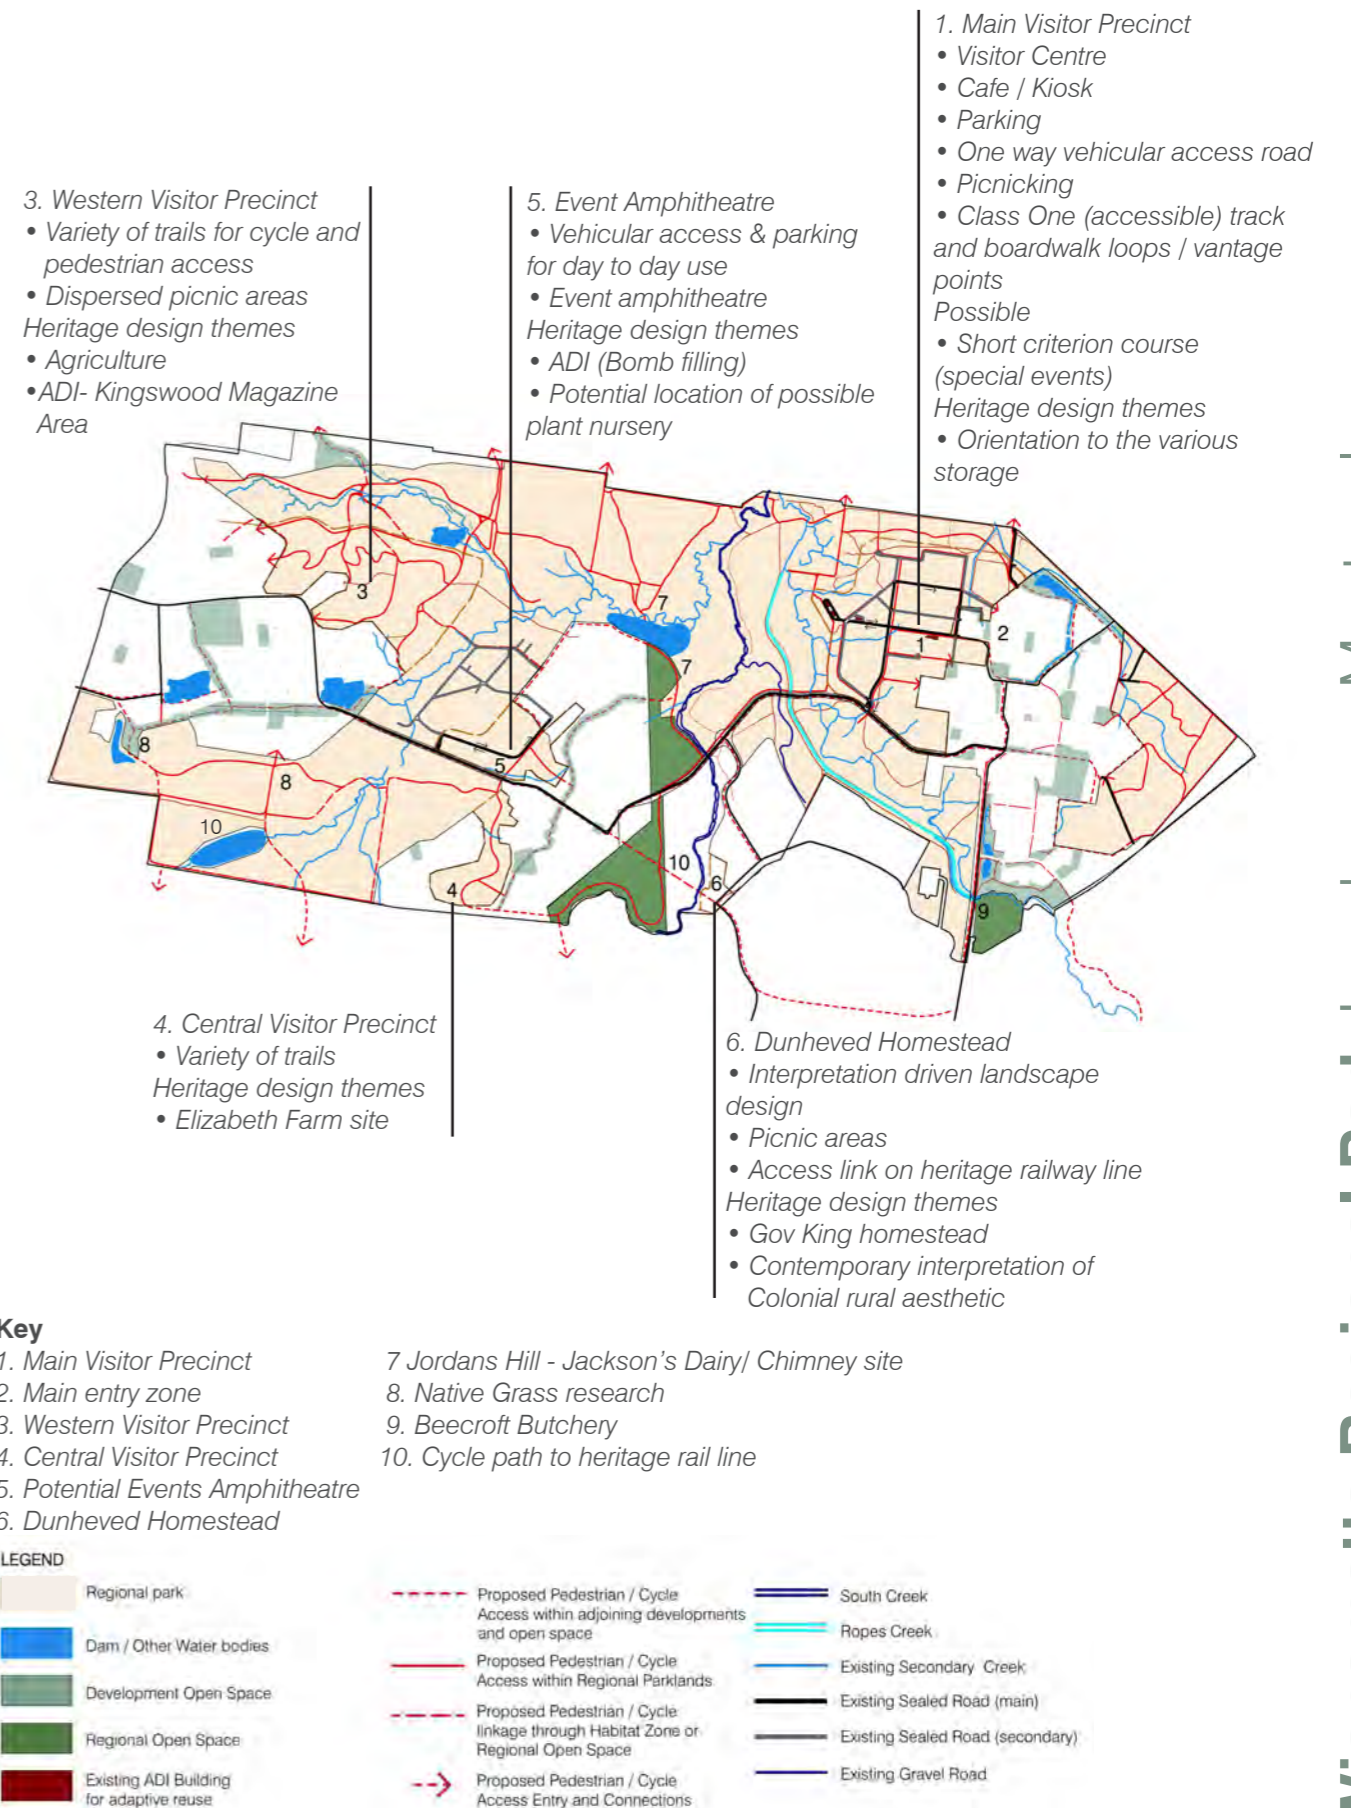 1. Main Visitor Precinct
• Visitor Centre
• Cafe / Kiosk
• Parking
• One way vehicular access road
• Picnicking
• Class One (accessible) track
and boardwalk loops / vantage
points
Possible
• Short criterion course
(special events)
Heritage design themes
• Orientation to the various
storage
3. Western Visitor Precinct
• Variety of trails for cycle and
pedestrian access
• Dispersed picnic areas
Heritage design themes
• Agriculture
•ADI- Kingswood Magazine
Area
5. Event Amphitheatre
• Vehicular access & parking
for day to day use
• Event amphitheatre
Heritage design themes
• ADI (Bomb filling)
• Potential location of possible
plant nursery
3
7
2
1
7
8
5
8
10
10
4
6
9
4. Central Visitor Precinct
• Variety of trails
Heritage design themes
• Elizabeth Farm site
6. Dunheved Homestead
• Interpretation driven landscape
design
• Picnic areas
• Access link on heritage railway line
Heritage design themes
• Gov King homestead
• Contemporary interpretation of
Colonial rural aesthetic
Key
1. Main Visitor Precinct
2. Main entry zone
3. Western Visitor Precinct
4. Central Visitor Precinct
5. Potential Events Amphitheatre
6. Dunheved Homestead
7 Jordans Hill - Jackson's Dairy/ Chimney site
8. Native Grass research
9. Beecroft Butchery
10. Cycle path to heritage rail line
LEGEND
Regional park
Dam / Other Water bodies
Development Open Space
Regional Open Space
Existing ADI Building
for adaptive reuse
Proposed Pedestrian / Cycle
Access within adjoining developments
and open space
Proposed Pedestrian / Cycle
Access within Regional Parklands
Proposed Pedestrian / Cycle
linkage through Habitat Zone or
Regional Open Space
Proposed Pedestrian / Cycle
Access Entry and Connections
South Creek
Ropes Creek
Existing Secondary Creek
Existing Sealed Road (main)
Existing Sealed Road (secondary)
Existing Gravel Road